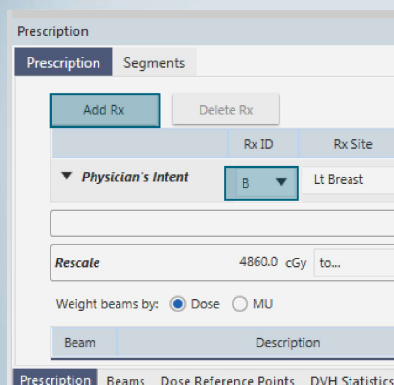 Prescription
Prescription Segments
Add Rx Delete Rx
Rx ID Rx Site
Physician's Intent B Lt Breast
Rescale 4860.0 cGy to...
Weight beams by: Dose MU
Beam Description
Prescription Beams Dose Reference Points DVH Statistics